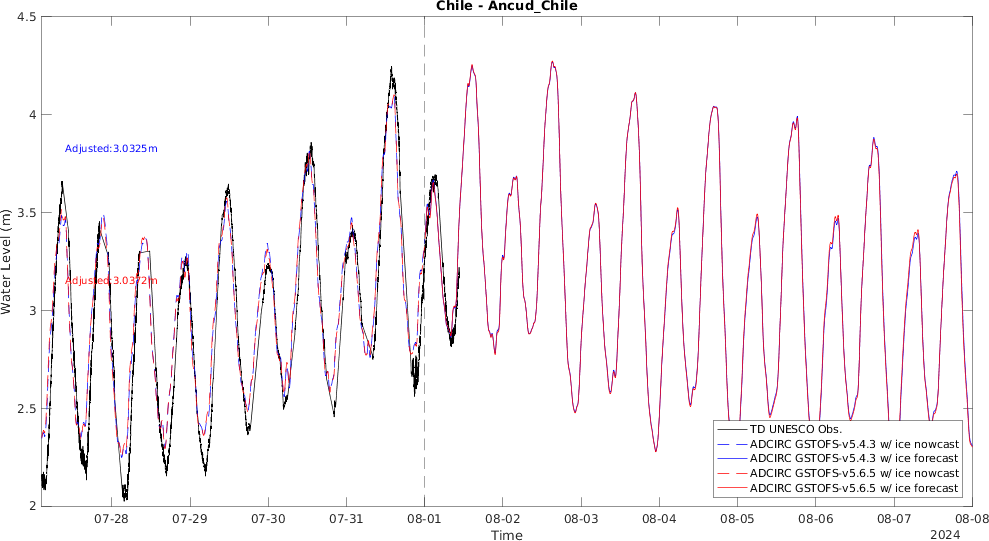 Chile - Ancud_Chile
4.5
4
3.5
3
2.5
2
Water Level (m)
Adjusted:3.0325m
Adjusted:3.0372m
TD UNESCO Obs.
ADCIRC GSTOFS-v5.4.3 w/ ice nowcast
ADCIRC GSTOFS-v5.4.3 w/ ice forecast
ADCIRC GSTOFS-v5.6.5 w/ ice nowcast
ADCIRC GSTOFS-v5.6.5 w/ ice forecast
07-28 07-29 07-30 07-31 08-01 08-02 08-03 08-04 08-05 08-06 08-07 08-08
Time
2024